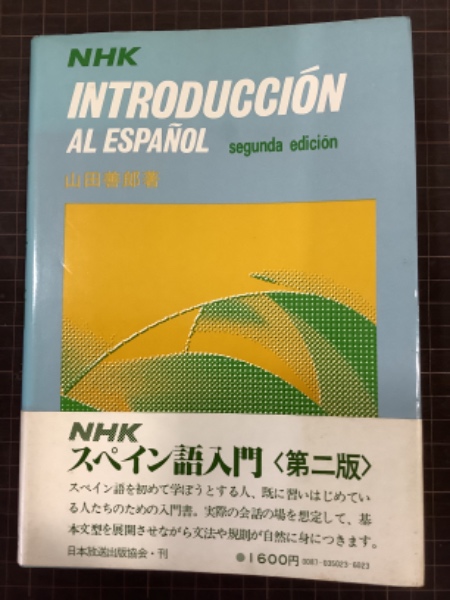 NHK
INTRODUCCIÓN
AL ESPAÑOL segunda edición
山田善郎著
NHK
スペイン語入門〈第二版〉
スペイン語を初めて学ぼうとする人、既に習いはじめてい
る人たちのための入門書。実際の会話の場を想定して、基
本文型を展開させながら文法や規則が自然に身につきます。
日本放送出版協会・刊 ●1600円 0087-035023-6023